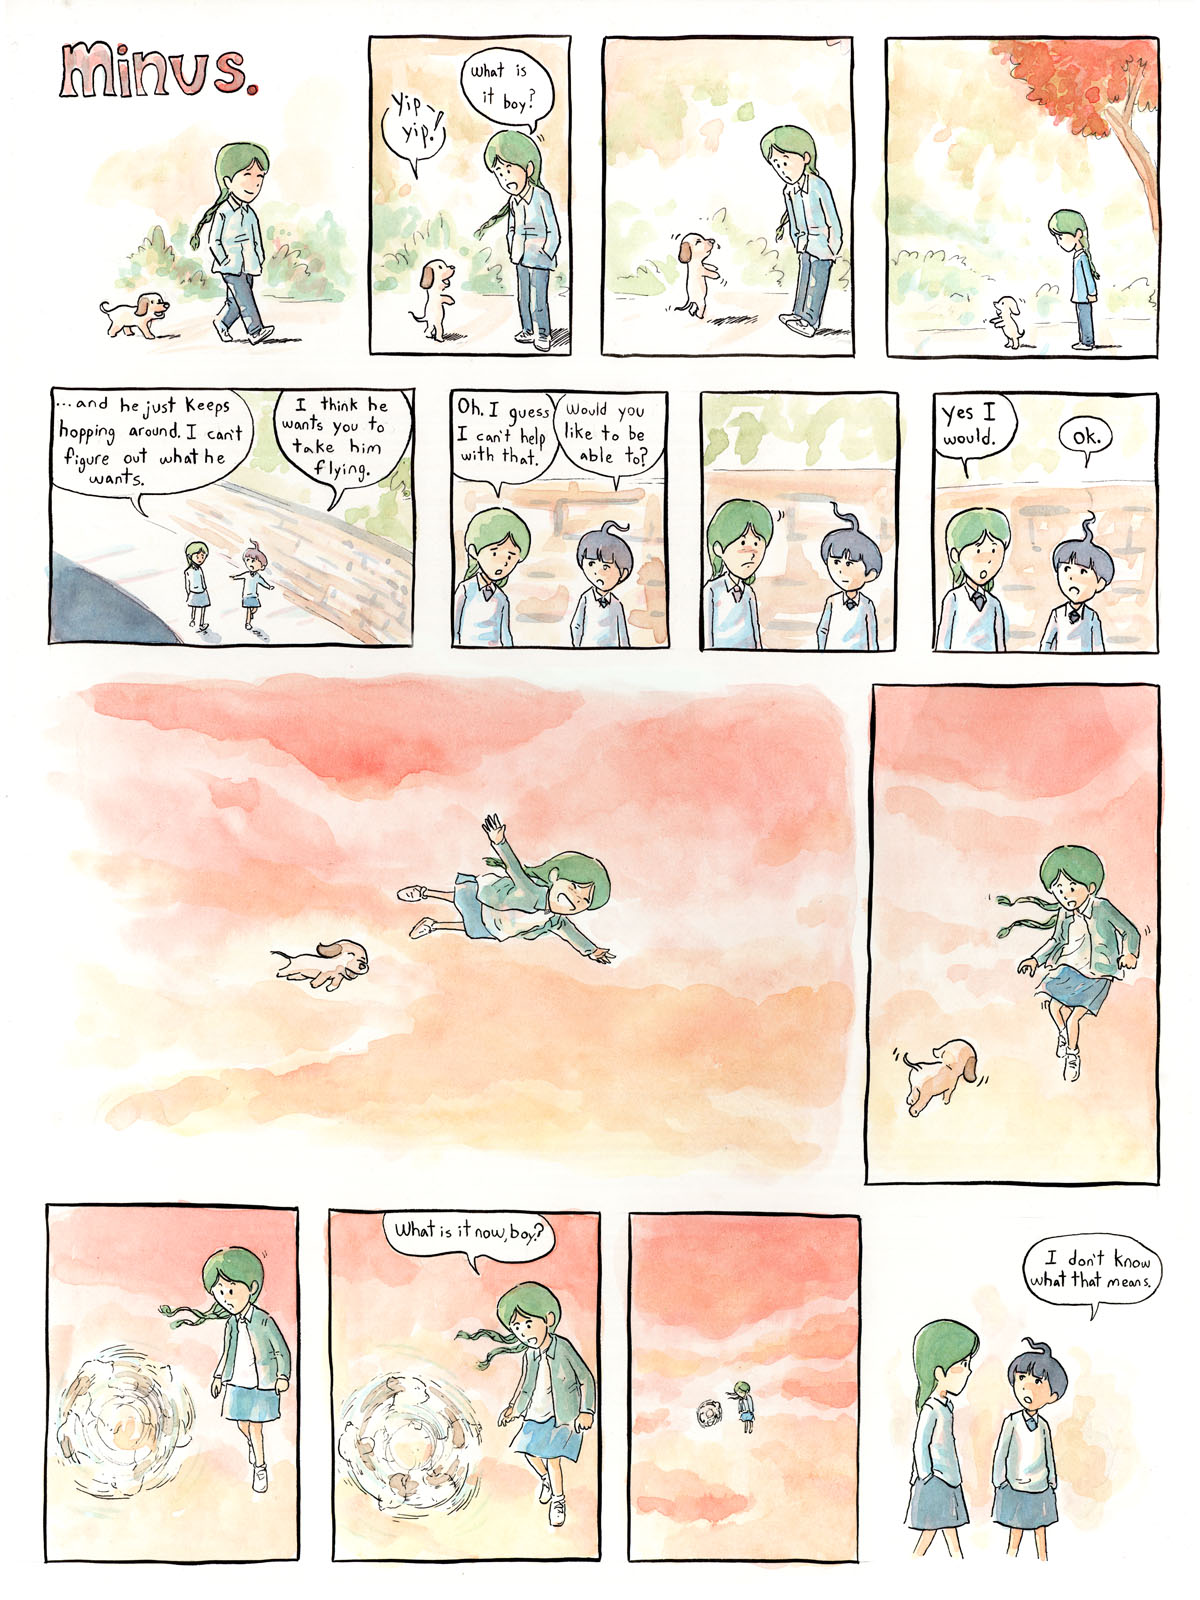 minus.
Yip
yip!
What is
it boy?
...and he just keeps
hopping around. I can't
figure out what he
wants.
I think he
wants you to
take him
flying.
Oh. I guess
I can't help
with that.
Would you
like to be
able to?
Yes I
would.
Ok.
What is it now, boy?
I don't know
what that means.